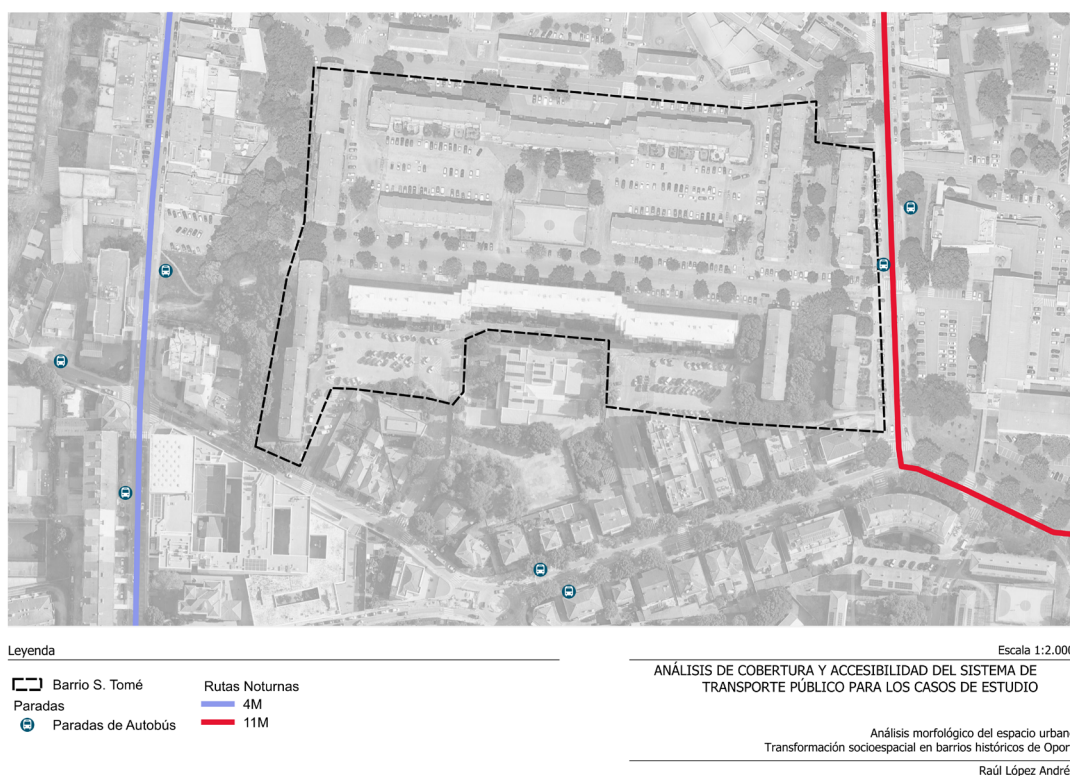 Leyenda
Barrio S. Tomé
Paradas
Paradas de Autobús
Rutas Noturnas
4M
11M
Escala 1:2.000
ANÁLISIS DE COBERTURA Y ACCESIBILIDAD DEL SISTEMA DE
TRANSPORTE PÚBLICO PARA LOS CASOS DE ESTUDIO
Análisis morfológico del espacio urban
Transformación socioespacial en barrios históricos de Opor
Raúl López André